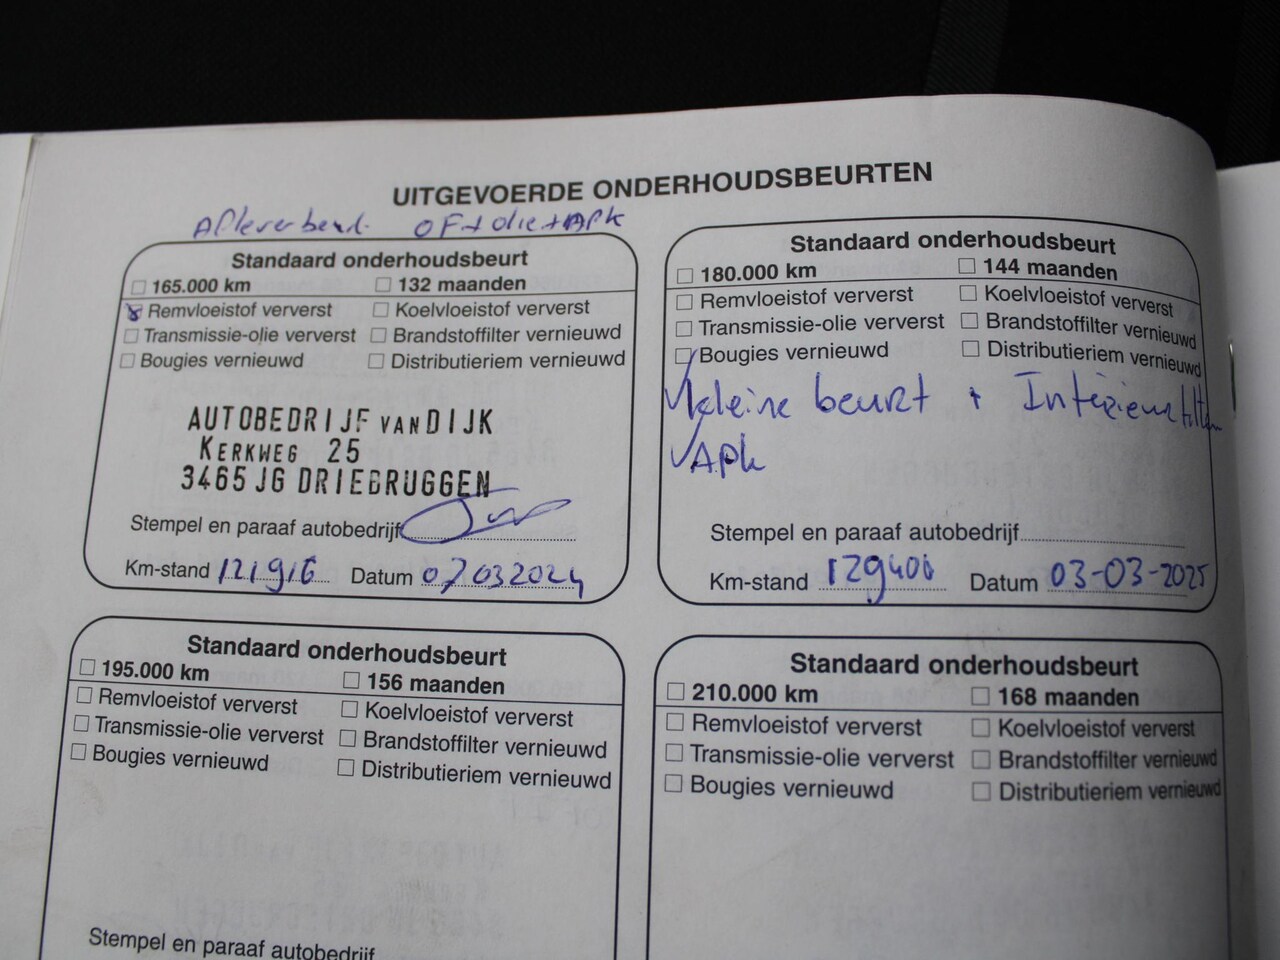 UITGEVOERDE ONDERHOUDSBEURTEN
Afleverbeurt OF + olie + APK
Standaard onderhoudsbeurt
165.000 km 132 maanden
Remvloeistof ververst Koelvloeistof ververst
Transmissie-olie ververst Brandstoffilter vernieuwd
Bougies vernieuwd Distributieriem vernieuwd
AUTOBEDRIJF VAN DIJK
KERKWEG 25
3465 JG DRIEBRUGGEN
Stempel en paraaf autobedrijf
Km-stand 121916 Datum 07 03 2024
Standaard onderhoudsbeurt
180.000 km 144 maanden
Remvloeistof ververst Koelvloeistof ververst
Transmissie-olie ververst Brandstoffilter vernieuwd
Bougies vernieuwd Distributieriem vernieuwd
kleine beurt + Interieurfilter
APK
Stempel en paraaf autobedrijf
Km-stand 129400 Datum 03-03-2025
Standaard onderhoudsbeurt
195.000 km 156 maanden
Remvloeistof ververst Koelvloeistof ververst
Transmissie-olie ververst Brandstoffilter vernieuwd
Bougies vernieuwd Distributieriem vernieuwd
Stempel en paraaf autobedrijf
Standaard onderhoudsbeurt
210.000 km 168 maanden
Remvloeistof ververst Koelvloeistof ververst
Transmissie-olie ververst Brandstoffilter vernieuwd
Bougies vernieuwd Distributieriem vernieuwd